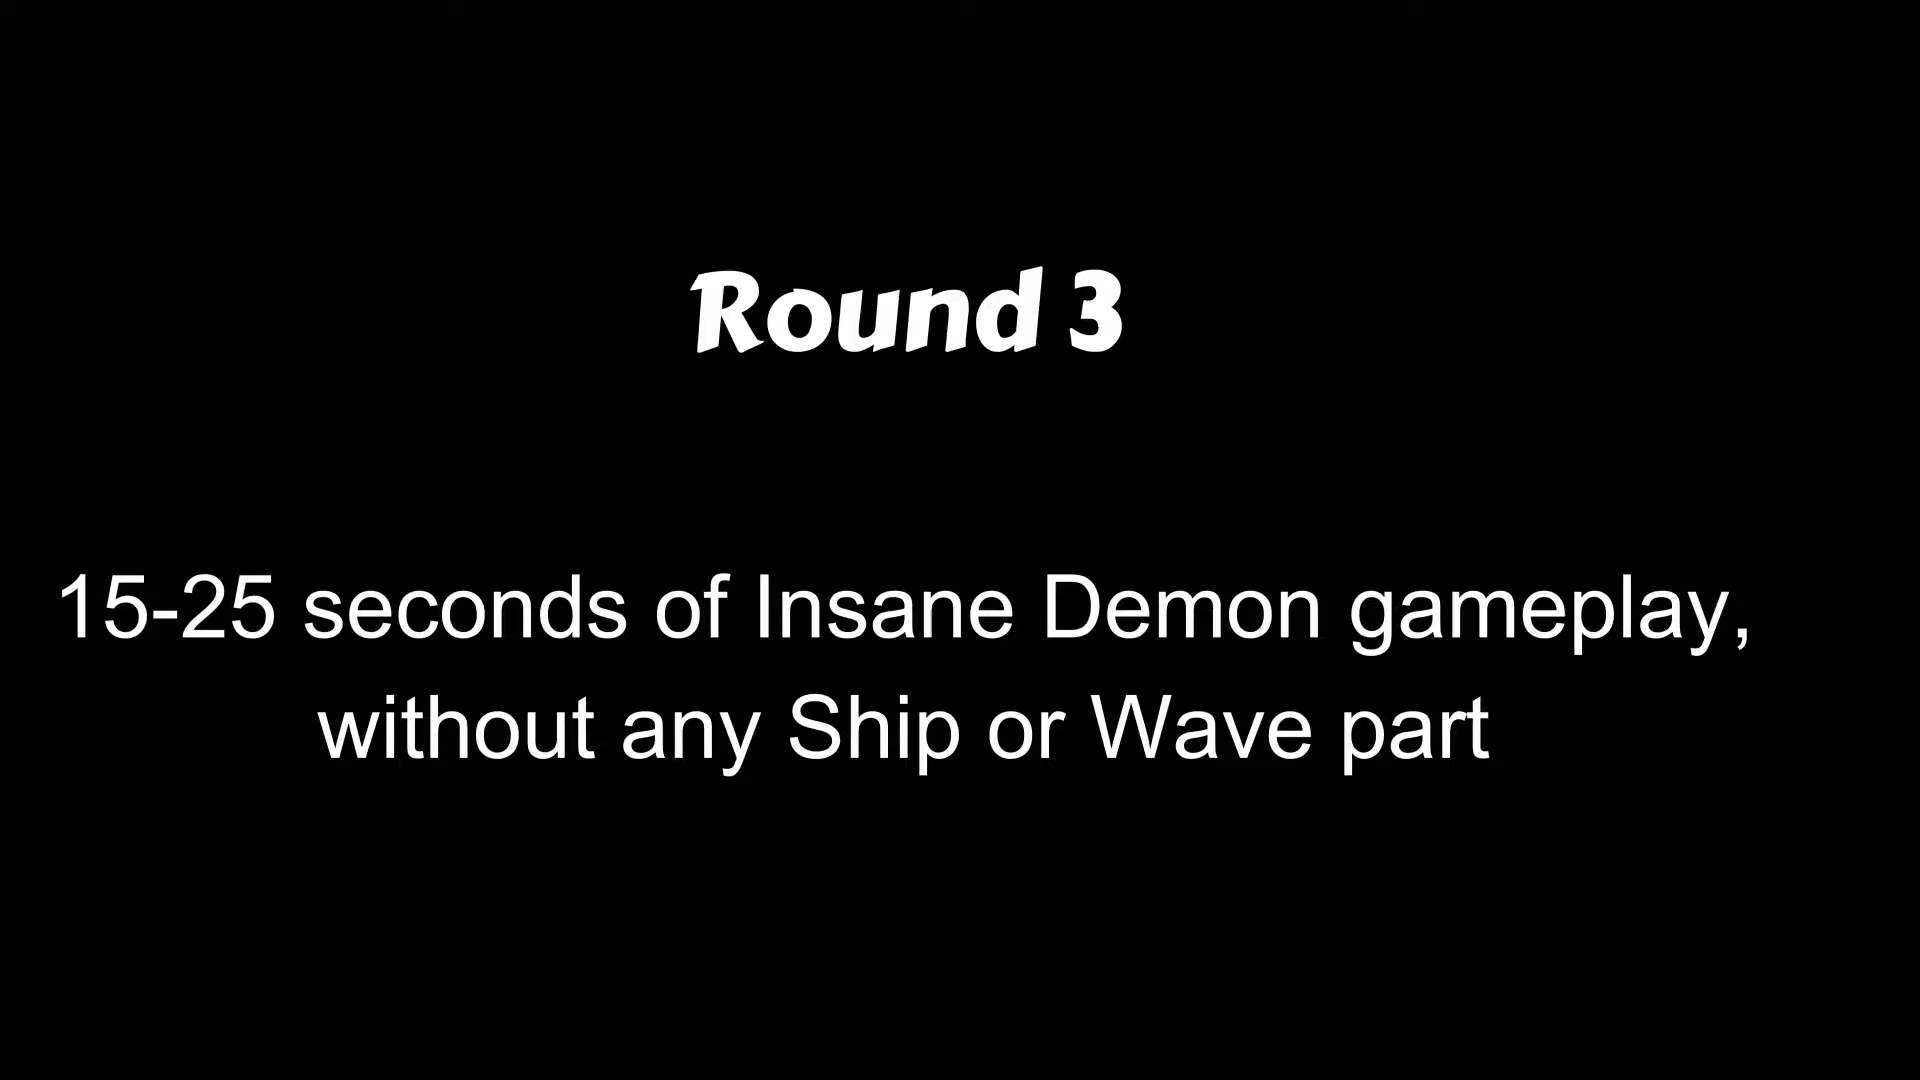 Round 3
15-25 seconds of Insane Demon gameplay,
without any Ship or Wave part